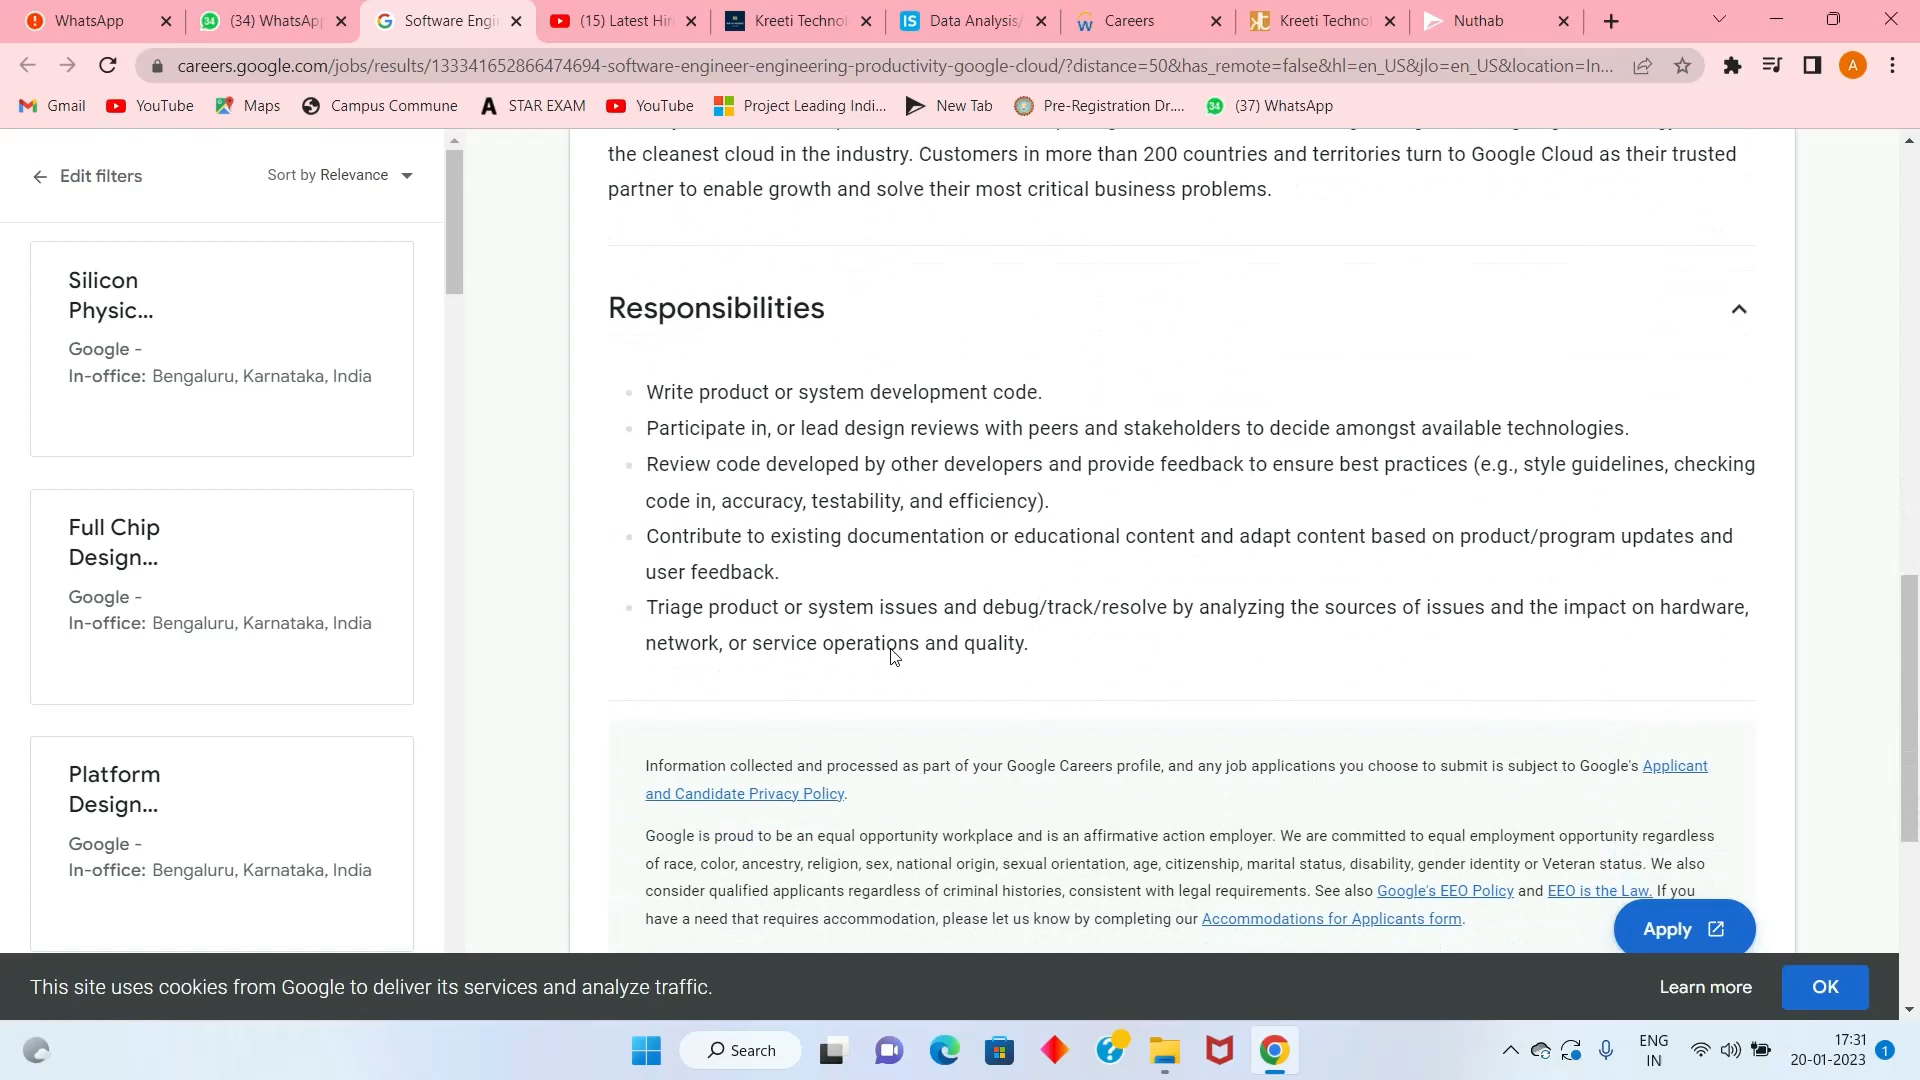 WhatsApp
(34) WhatsApp
Software Engi
(15) Latest Hir
Kreeti Techno
Data Analysis/
Careers
Kreeti Techno
Nuthab
careers.google.com/jobs/results/133341652866474694-software-engineer-engineering-productivity-google-cloud/?distance=50&has_remote=false&hl=en_US&jlo=en_US&location=In...
A
Gmail
YouTube
Maps
Campus Commune
STAR EXAM
YouTube
Project Leading Indi...
New Tab
Pre-Registration Dr....
(37) WhatsApp
Edit filters
Sort by Relevance
Silicon
Physic...
Google -
In-office: Bengaluru, Karnataka, India
Full Chip
Design...
Google -
In-office: Bengaluru, Karnataka, India
Platform
Design...
Google -
In-office: Bengaluru, Karnataka, India
the cleanest cloud in the industry. Customers in more than 200 countries and territories turn to Google Cloud as their trusted
partner to enable growth and solve their most critical business problems.
Responsibilities
Write product or system development code.
Participate in, or lead design reviews with peers and stakeholders to decide amongst available technologies.
Review code developed by other developers and provide feedback to ensure best practices (e.g., style guidelines, checking
code in, accuracy, testability, and efficiency).
Contribute to existing documentation or educational content and adapt content based on product/program updates and
user feedback.
Triage product or system issues and debug/track/resolve by analyzing the sources of issues and the impact on hardware,
network, or service operations and quality.
Information collected and processed as part of your Google Careers profile, and any job applications you choose to submit is subject to Google's Applicant
and Candidate Privacy Policy.
Google is proud to be an equal opportunity workplace and is an affirmative action employer. We are committed to equal employment opportunity regardless
of race, color, ancestry, religion, sex, national origin, sexual orientation, age, citizenship, marital status, disability, gender identity or Veteran status. We also
consider qualified applicants regardless of criminal histories, consistent with legal requirements. See also Google's EEO Policy and EEO is the Law. If you
have a need that requires accommodation, please let us know by completing our Accommodations for Applicants form.
Apply
This site uses cookies from Google to deliver its services and analyze traffic.
Learn more
OK
Search
ENG
IN
17:31
20-01-2023
1